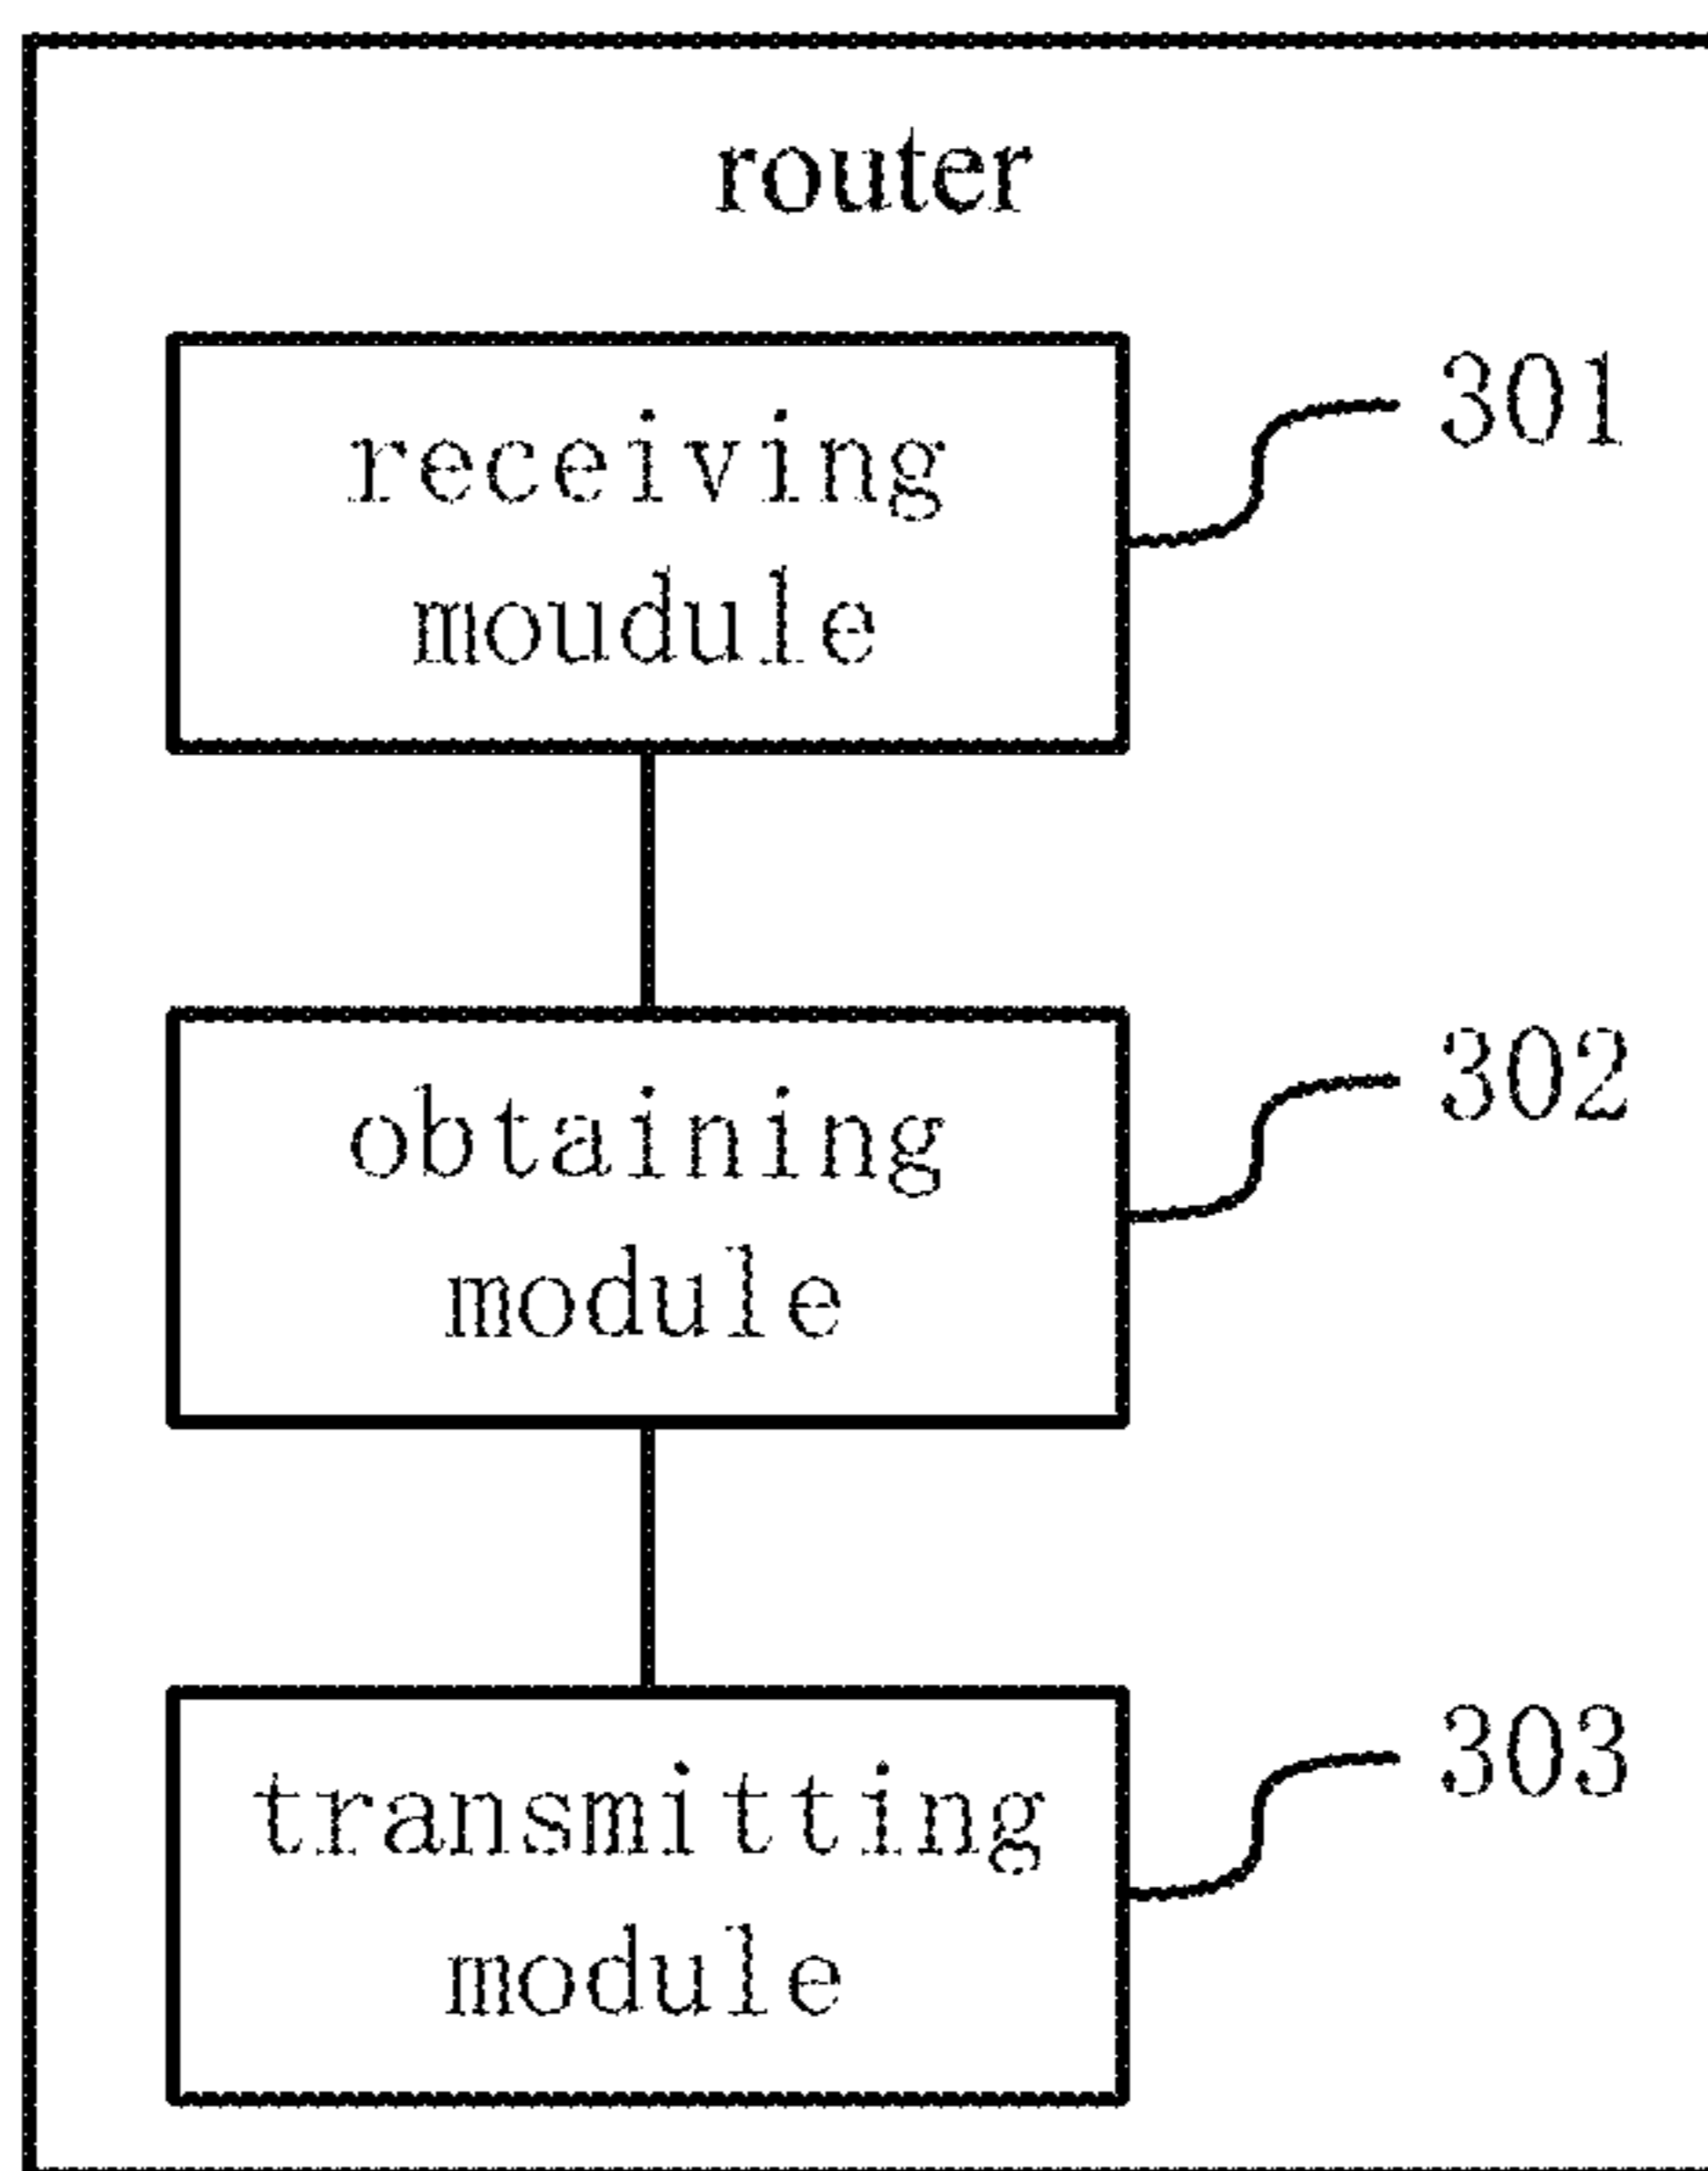 router
receiving
moudule
301
obtaining
module
302
transmitting
module
303